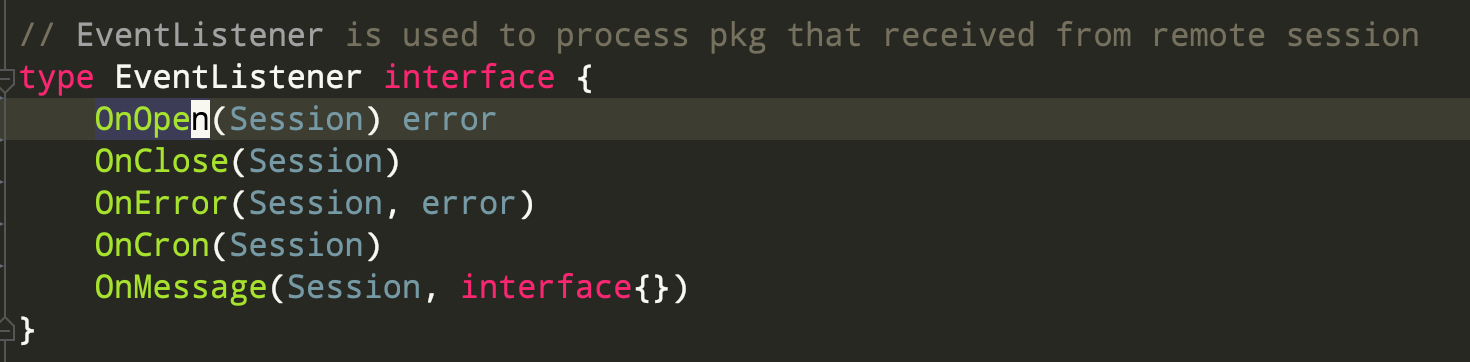 // EventListener is used to process pkg that received from remote session
type EventListener interface {
    OnOpen(Session) error
    OnClose(Session)
    OnError(Session, error)
    OnCron(Session)
    OnMessage(Session, interface{})
}